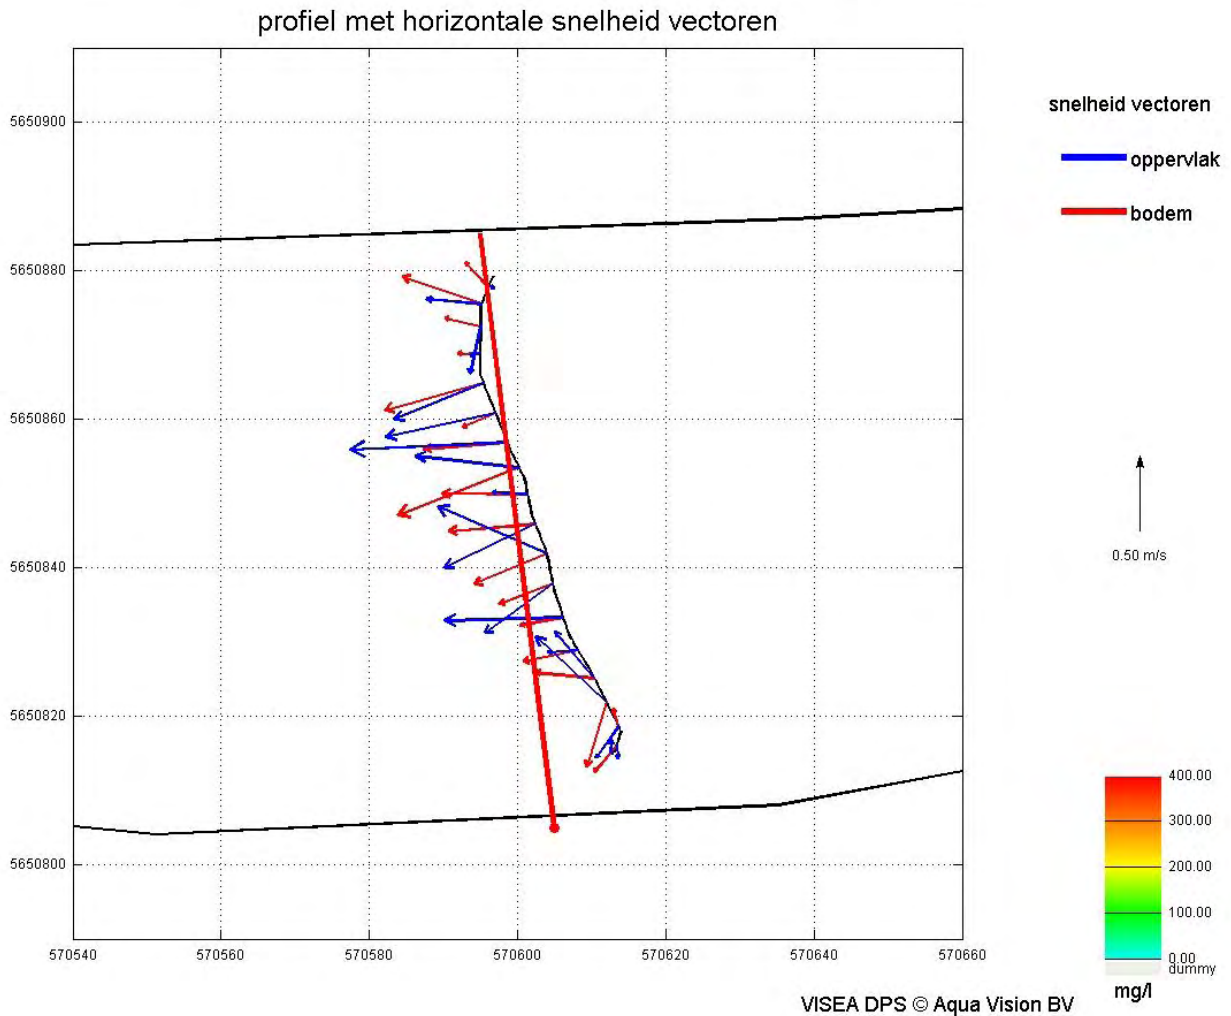 profiel met horizontale snelheid vectoren
snelheid vectoren
oppervlak
bodem
5650900
5650880
5650860
5650840
5650820
5650800
0.50 m/s
400.00
300.00
200.00
100.00
0.00
dummy
mg/l
570540
570560
570580
570600
570620
570640
570660
VISEA DPS © Aqua Vision BV